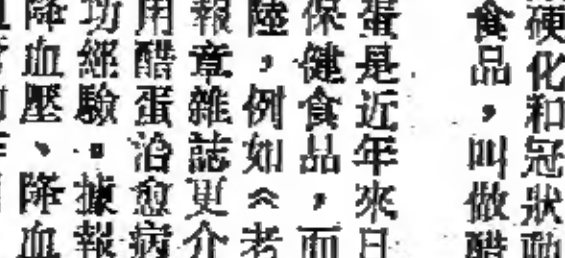 硬化和冠狀動
食品，叫做醋
蛋是近年來日
保健食品，而
陸，例如《考
報章雜誌更介
用醋蛋治愈病
功經驗。據報
降血壓、降血